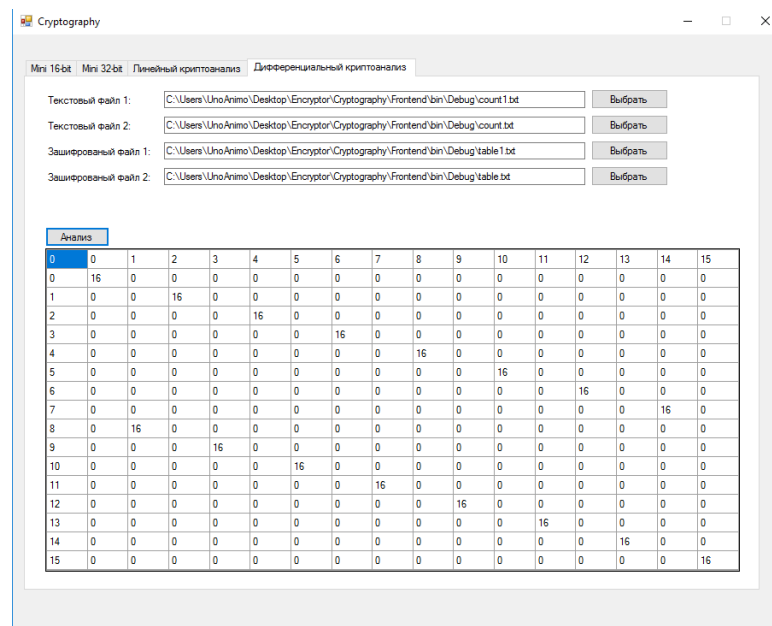 Cryptography
Mini 16-bit Mini 32-bit Линейный криптоанализ Дифференциальный криптоанализ
Текстовый файл 1: C:\Users\UnoAnimo\Desktop\Encryptor\Cryptography\Frontend\bin\Debug\count1.txt Выбрать
Текстовый файл 2: C:\Users\UnoAnimo\Desktop\Encryptor\Cryptography\Frontend\bin\Debug\count.txt Выбрать
Зашифрованый файл 1: C:\Users\UnoAnimo\Desktop\Encryptor\Cryptography\Frontend\bin\Debug\table1.txt Выбрать
Зашифрованый файл 2: C:\Users\UnoAnimo\Desktop\Encryptor\Cryptography\Frontend\bin\Debug\table.txt Выбрать
Анализ
0 0 1 2 3 4 5 6 7 8 9 10 11 12 13 14 15
0 16 0 0 0 0 0 0 0 0 0 0 0 0 0 0 0
1 0 0 16 0 0 0 0 0 0 0 0 0 0 0 0 0
2 0 0 0 0 16 0 0 0 0 0 0 0 0 0 0 0
3 0 0 0 0 0 0 16 0 0 0 0 0 0 0 0 0
4 0 0 0 0 0 0 0 0 16 0 0 0 0 0 0 0
5 0 0 0 0 0 0 0 0 0 0 16 0 0 0 0 0
6 0 0 0 0 0 0 0 0 0 0 0 0 16 0 0 0
7 0 0 0 0 0 0 0 0 0 0 0 0 0 0 16 0
8 0 16 0 0 0 0 0 0 0 0 0 0 0 0 0 0
9 0 0 0 16 0 0 0 0 0 0 0 0 0 0 0 0
10 0 0 0 0 0 16 0 0 0 0 0 0 0 0 0 0
11 0 0 0 0 0 0 0 16 0 0 0 0 0 0 0 0
12 0 0 0 0 0 0 0 0 0 16 0 0 0 0 0 0
13 0 0 0 0 0 0 0 0 0 0 0 16 0 0 0 0
14 0 0 0 0 0 0 0 0 0 0 0 0 0 16 0 0
15 0 0 0 0 0 0 0 0 0 0 0 0 0 0 0 16